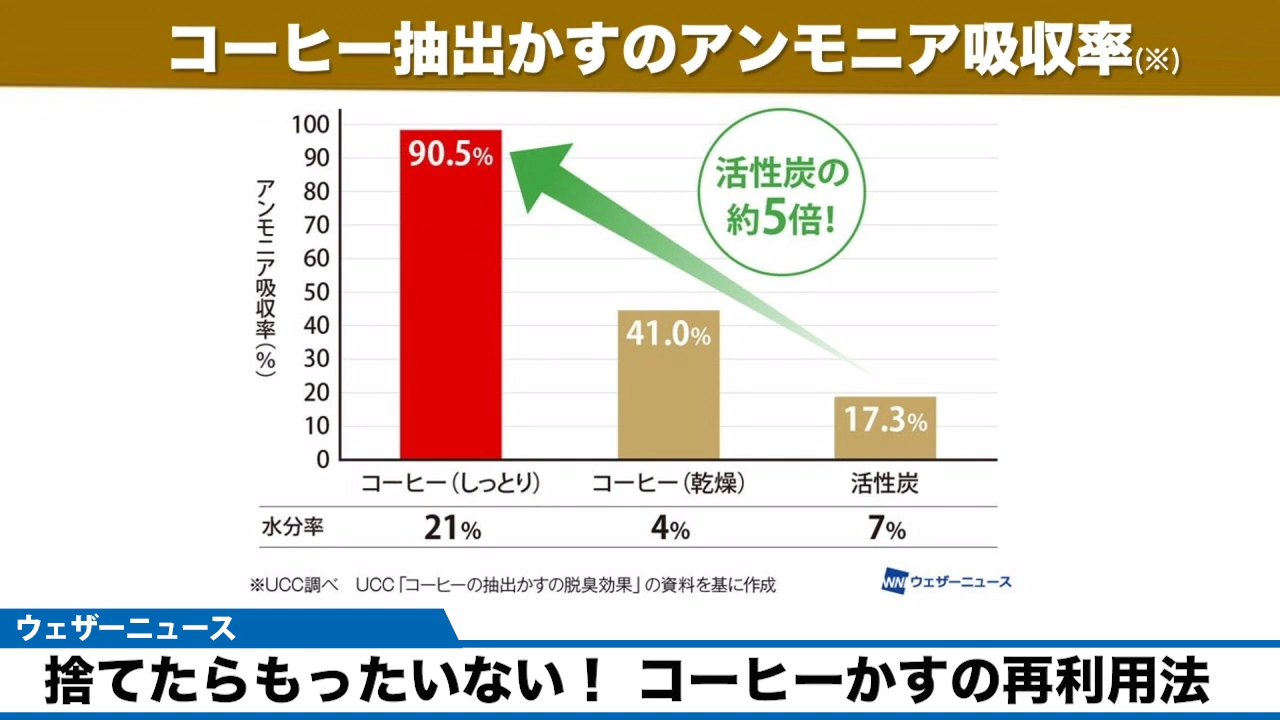 コーヒー抽出かすのアンモニア吸収率(※)
活性炭の
約5倍!
アンモニア吸収率(%)
100
90
80
70
60
50
40
30
20
10
0
90.5%
41.0%
17.3%
コーヒー(しっとり) コーヒー(乾燥) 活性炭
水分率 21% 4% 7%
※UCC調べ UCC「コーヒーの抽出かすの脱臭効果」の資料を基に作成
WN ウェザーニュース
ウェザーニュース
捨てたらもったいない! コーヒーかすの再利用法